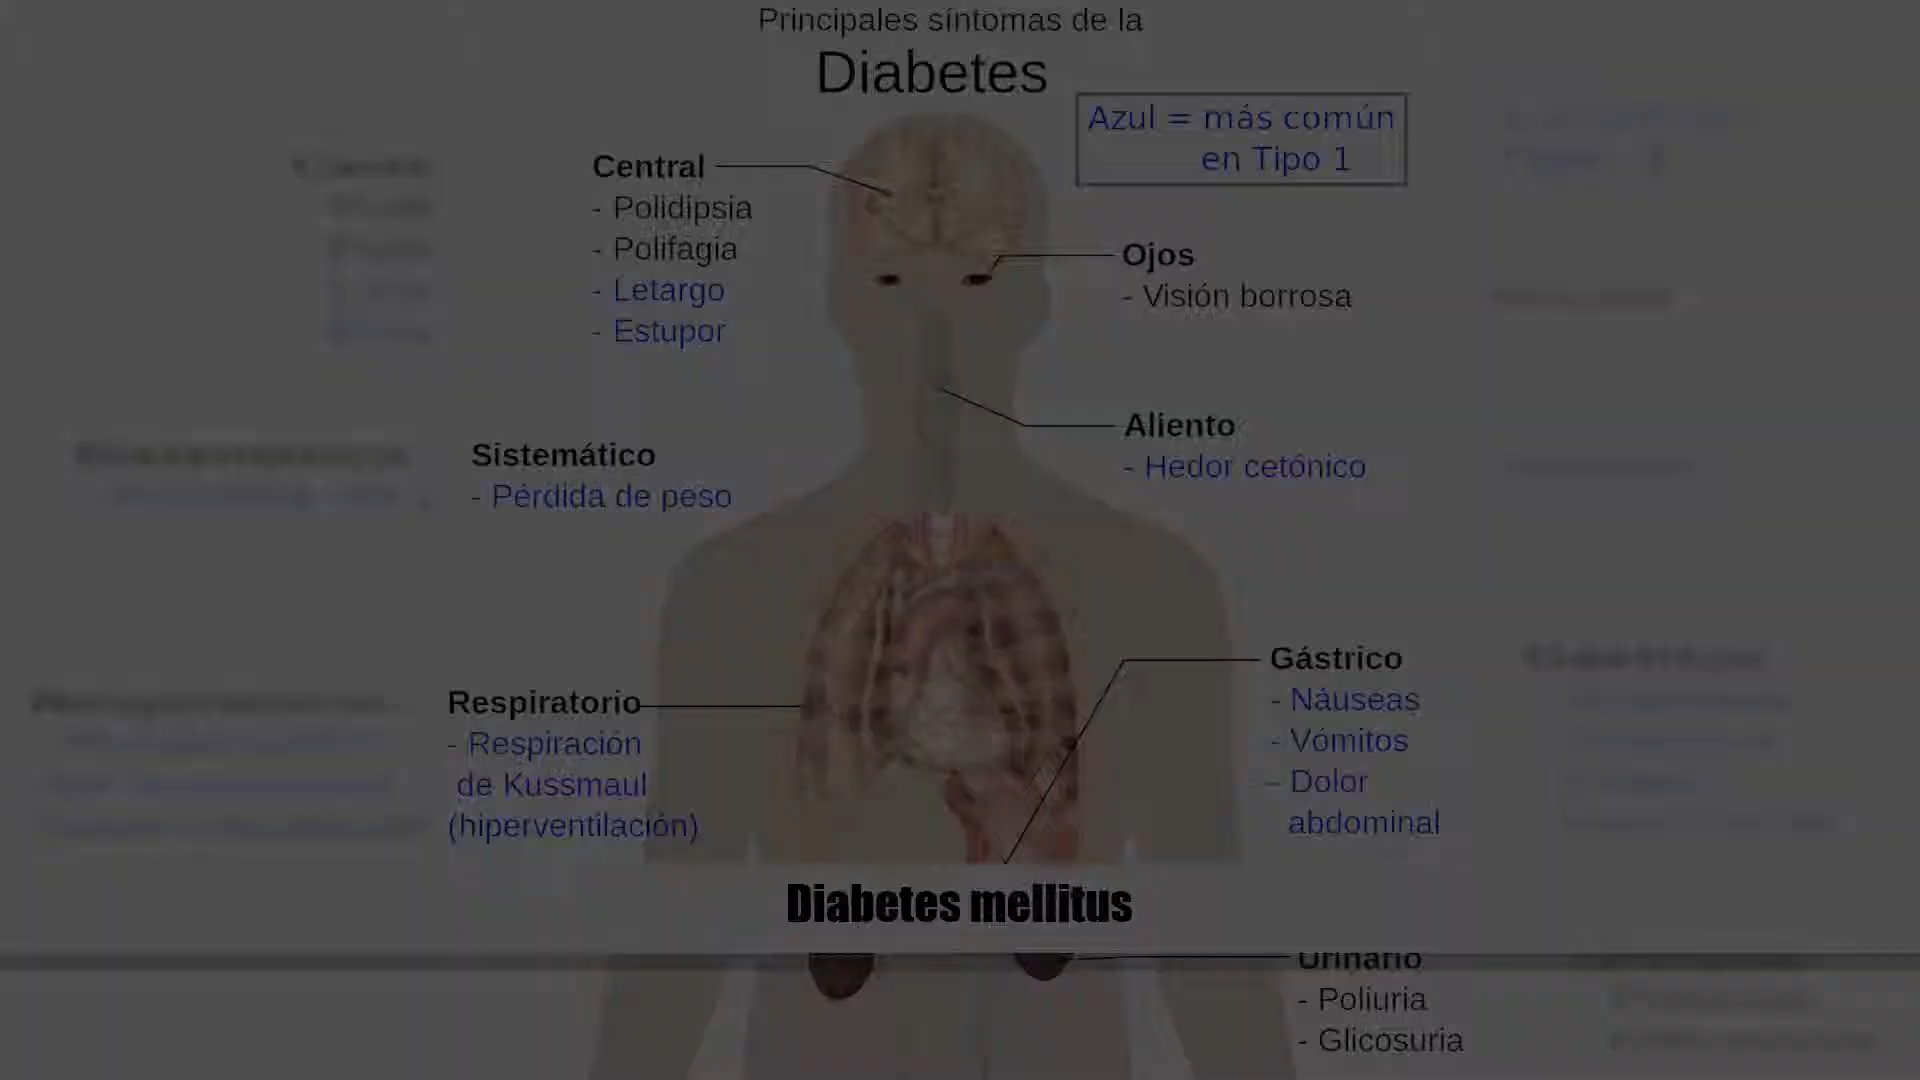 Principales síntomas de la
Diabetes
Azul = más común
en Tipo 1
Central
- Polidipsia
- Polifagia
- Letargo
- Estupor
Ojos
- Visión borrosa
Aliento
- Hedor cetónico
Sistemático
- Pérdida de peso
Respiratorio
- Respiración
de Kussmaul
(hiperventilación)
Gástrico
- Náuseas
- Vómitos
- Dolor
abdominal
Diabetes mellitus
Urinario
- Poliuria
- Glicosuria